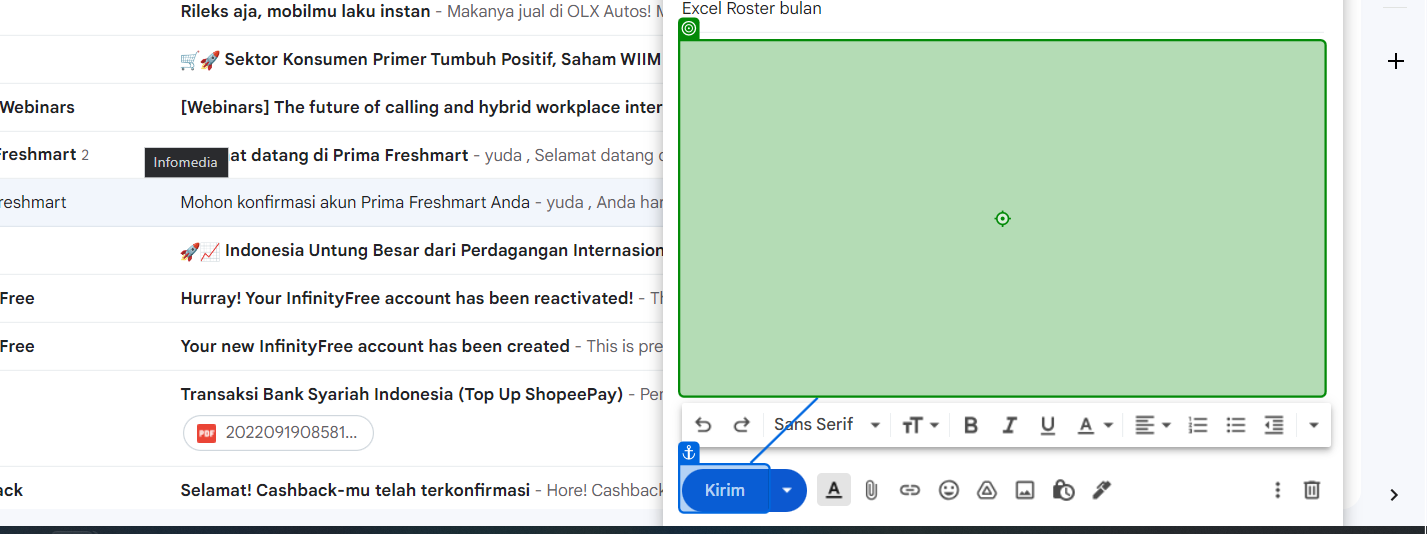 Rileks aja, mobilmu laku instan - Makanya jual di OLX Autos! M
Sektor Konsumen Primer Tumbuh Positif, Saham WIIM
Webinars [Webinars] The future of calling and hybrid workplace inter
Freshmart 2 at datang di Prima Freshmart - yuda , Selamat datang d
Infomedia
reshmart Mohon konfirmasi akun Prima Freshmart Anda - yuda , Anda har
Indonesia Untung Besar dari Perdagangan Internasion
Free Hurray! Your InfinityFree account has been reactivated! - Th
Free Your new InfinityFree account has been created - This is pre
Transaksi Bank Syariah Indonesia (Top Up ShopeePay) - Per
PDF 2022091908581...
ack Selamat! Cashback-mu telah terkonfirmasi - Hore! Cashback
Excel Roster bulan
Sans Serif
Kirim